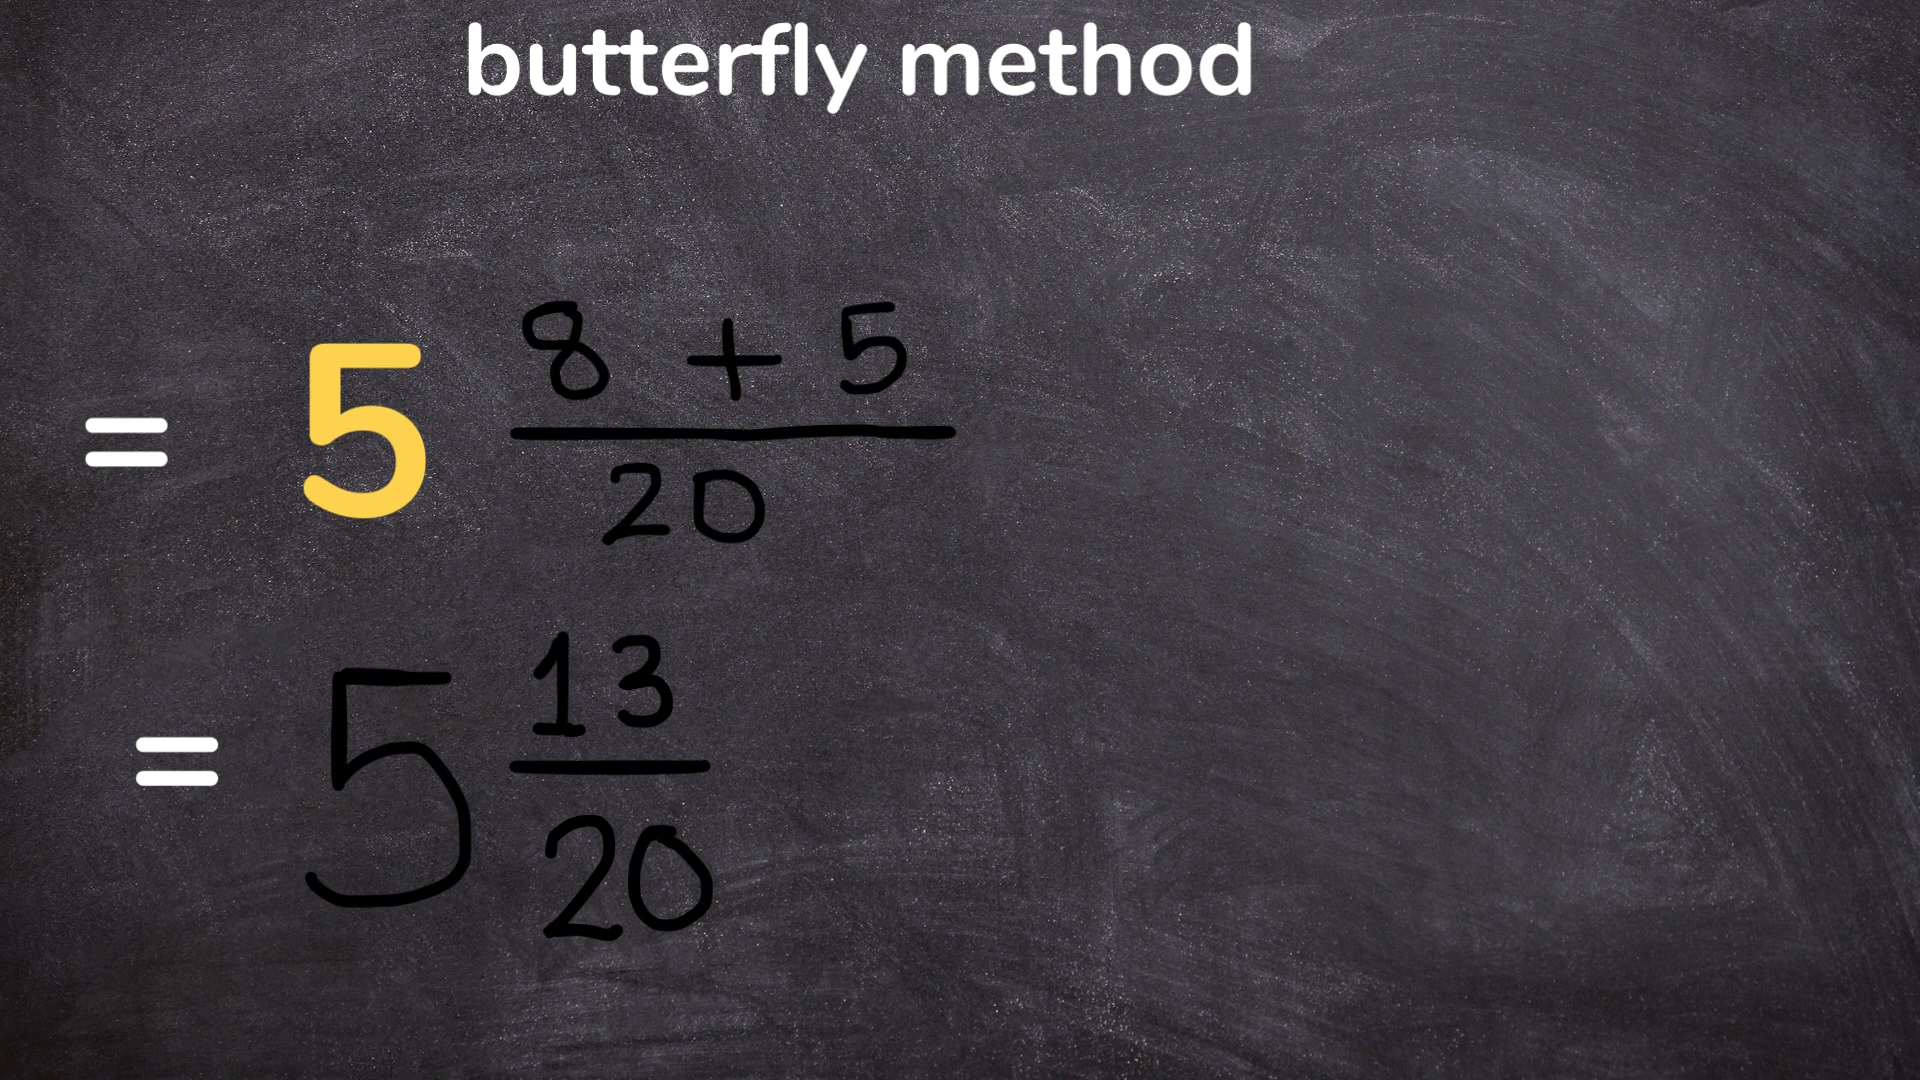 butterfly method
= 5 8 + 5
20
= 5 13
20